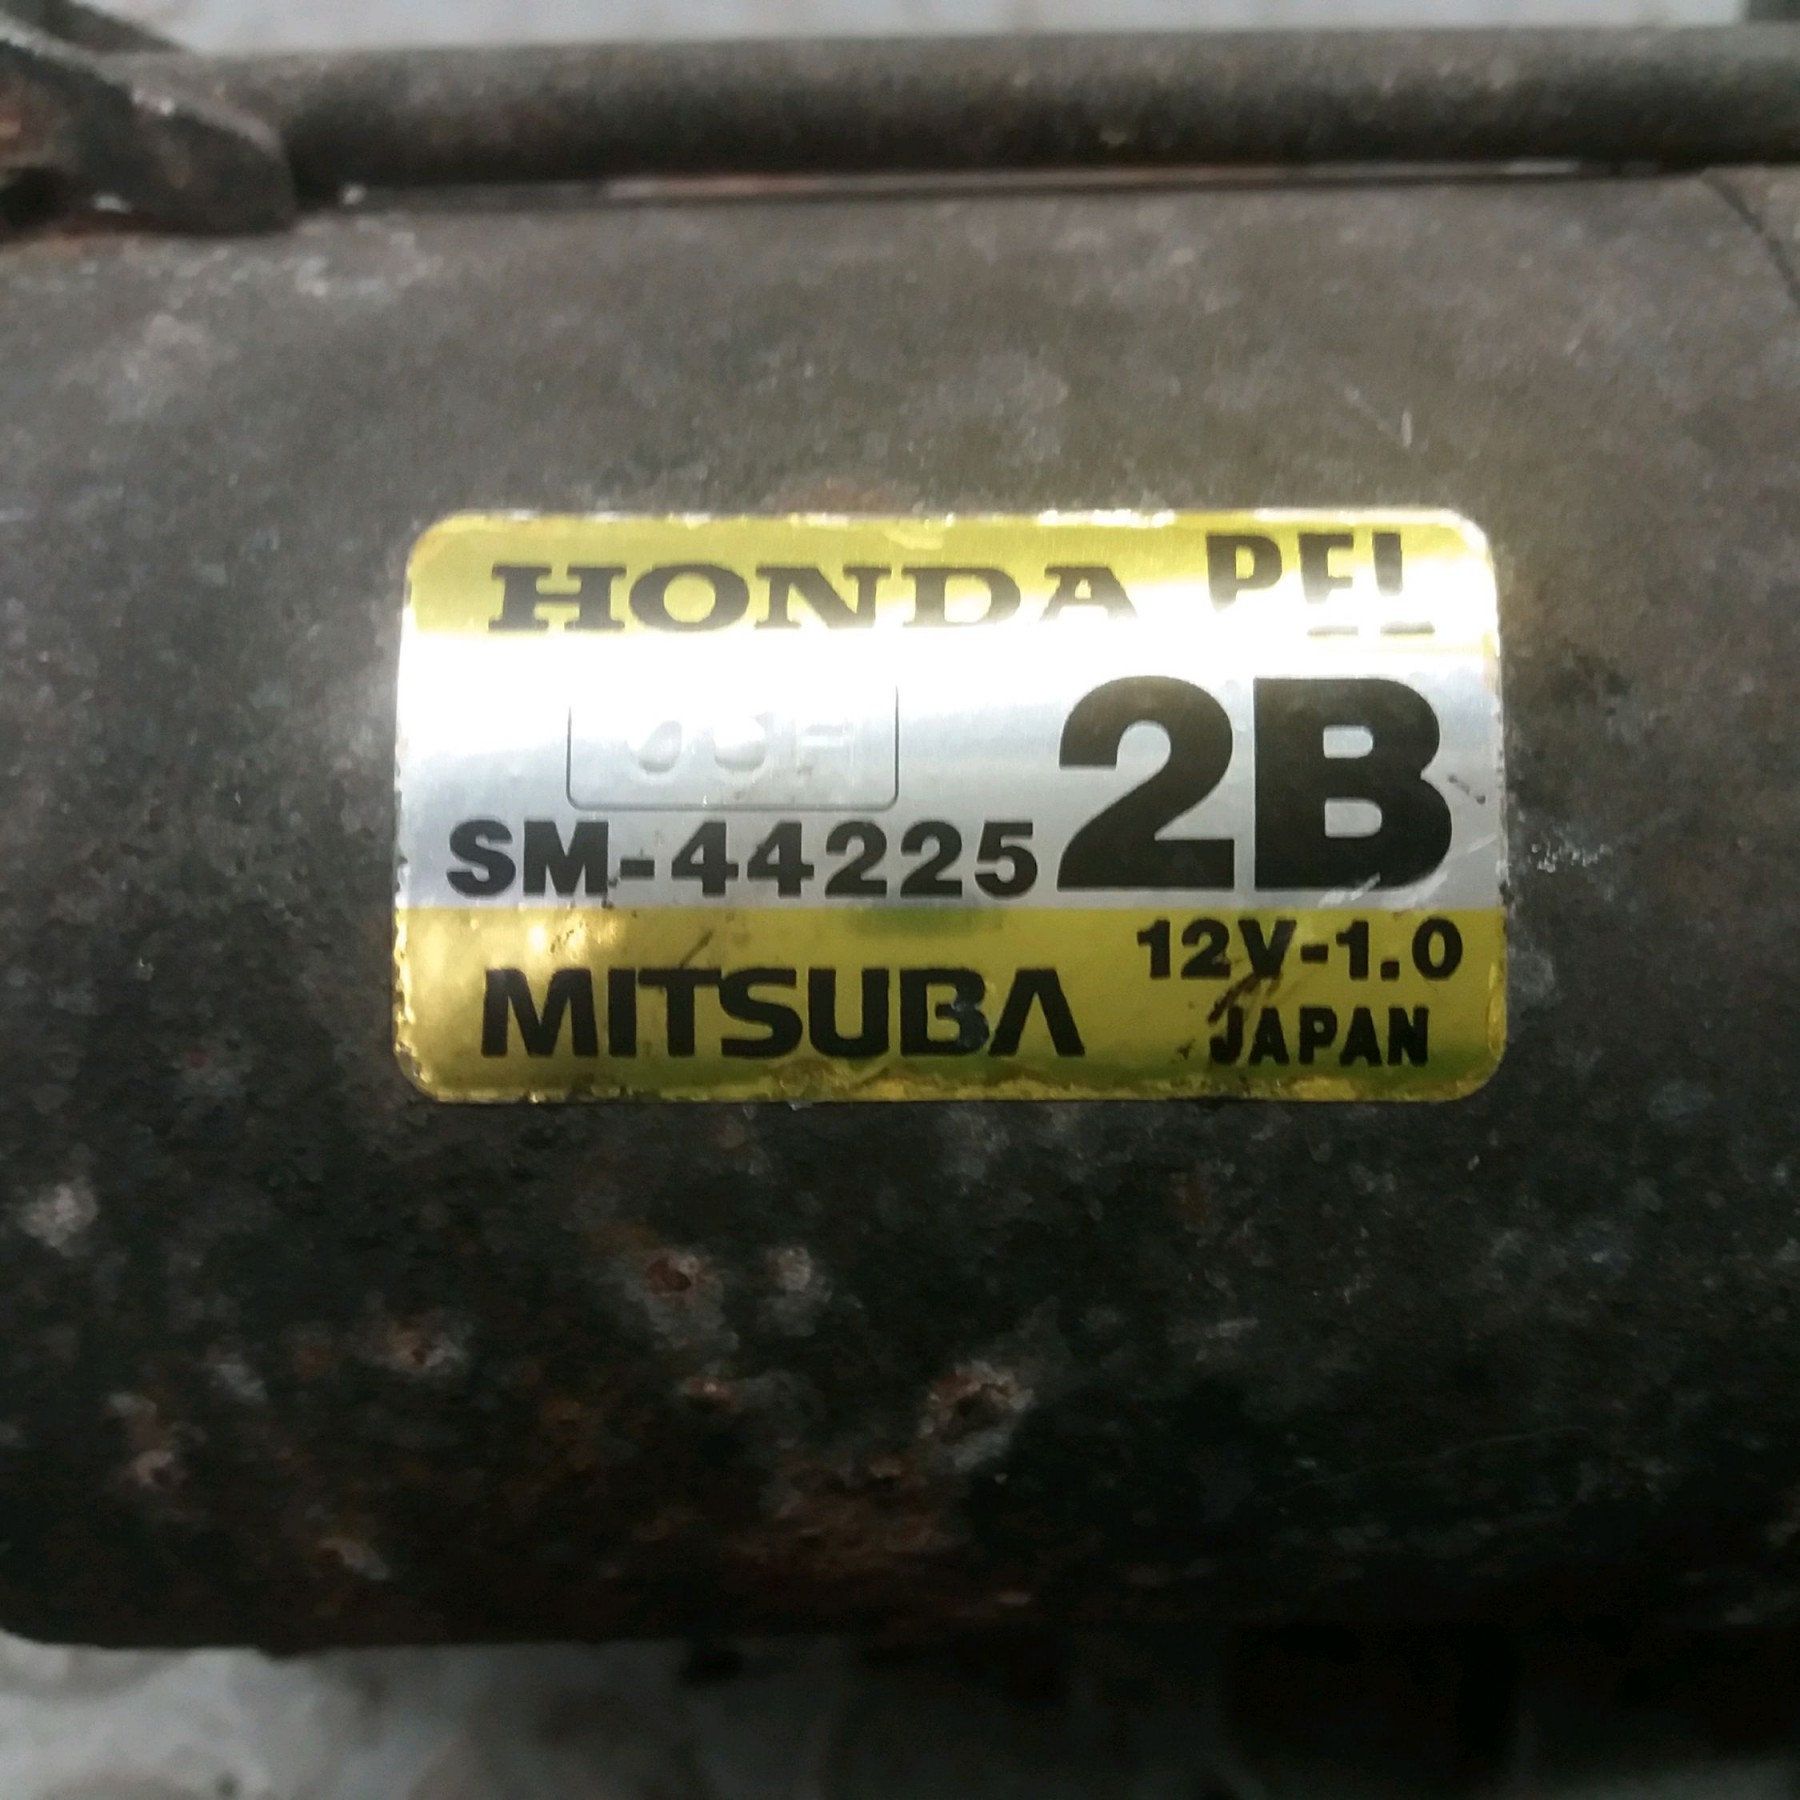 HONDA
2B
SM-44225
12V-1.0
MITSUBA
JAPAN